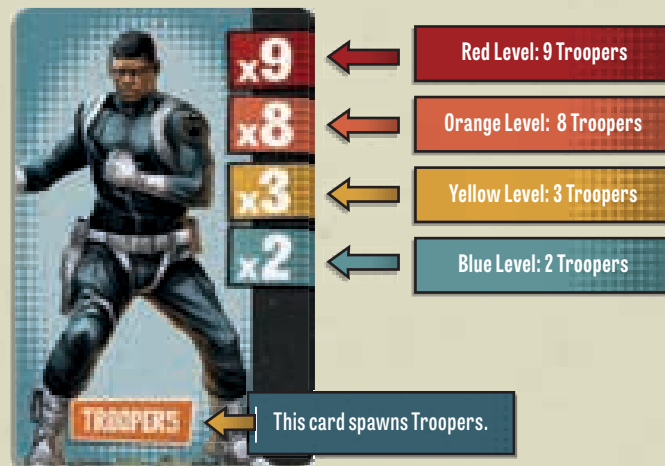 x9
Red Level: 9 Troopers
x8
Orange Level: 8 Troopers
x3
Yellow Level: 3 Troopers
x2
Blue Level: 2 Troopers
TROOPERS
This card spawns Troopers.